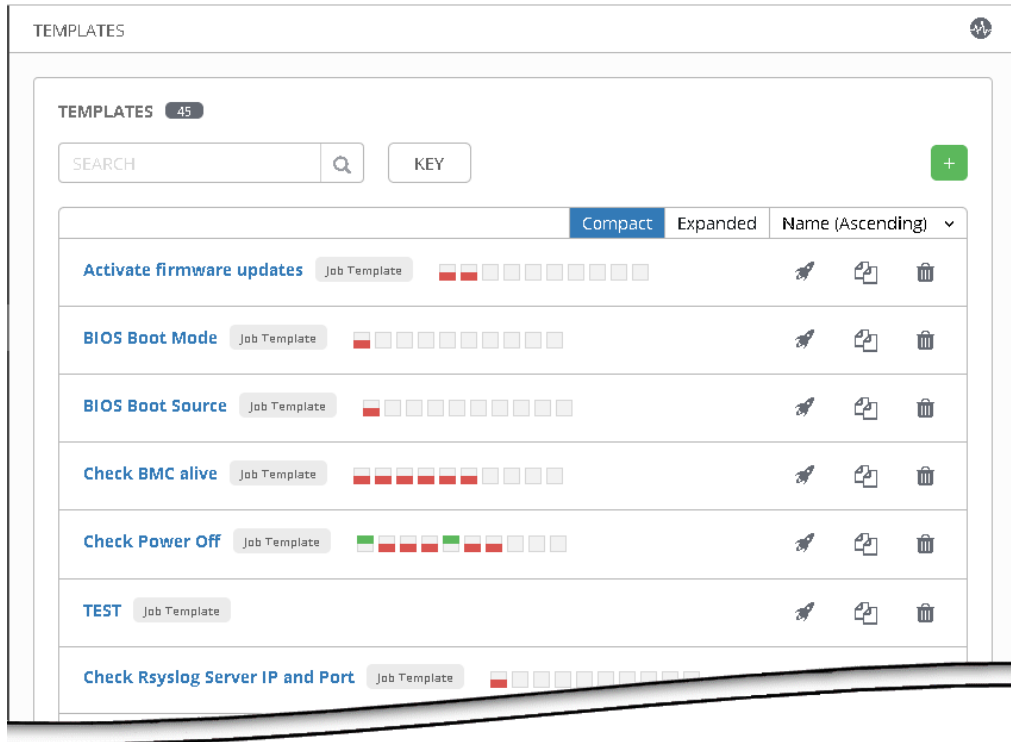 TEMPLATES
TEMPLATES 45
SEARCH KEY +
Compact Expanded Name (Ascending)
Activate firmware updates Job Template
BIOS Boot Mode Job Template
BIOS Boot Source Job Template
Check BMC alive Job Template
Check Power Off Job Template
TEST Job Template
Check Rsyslog Server IP and Port Job Template